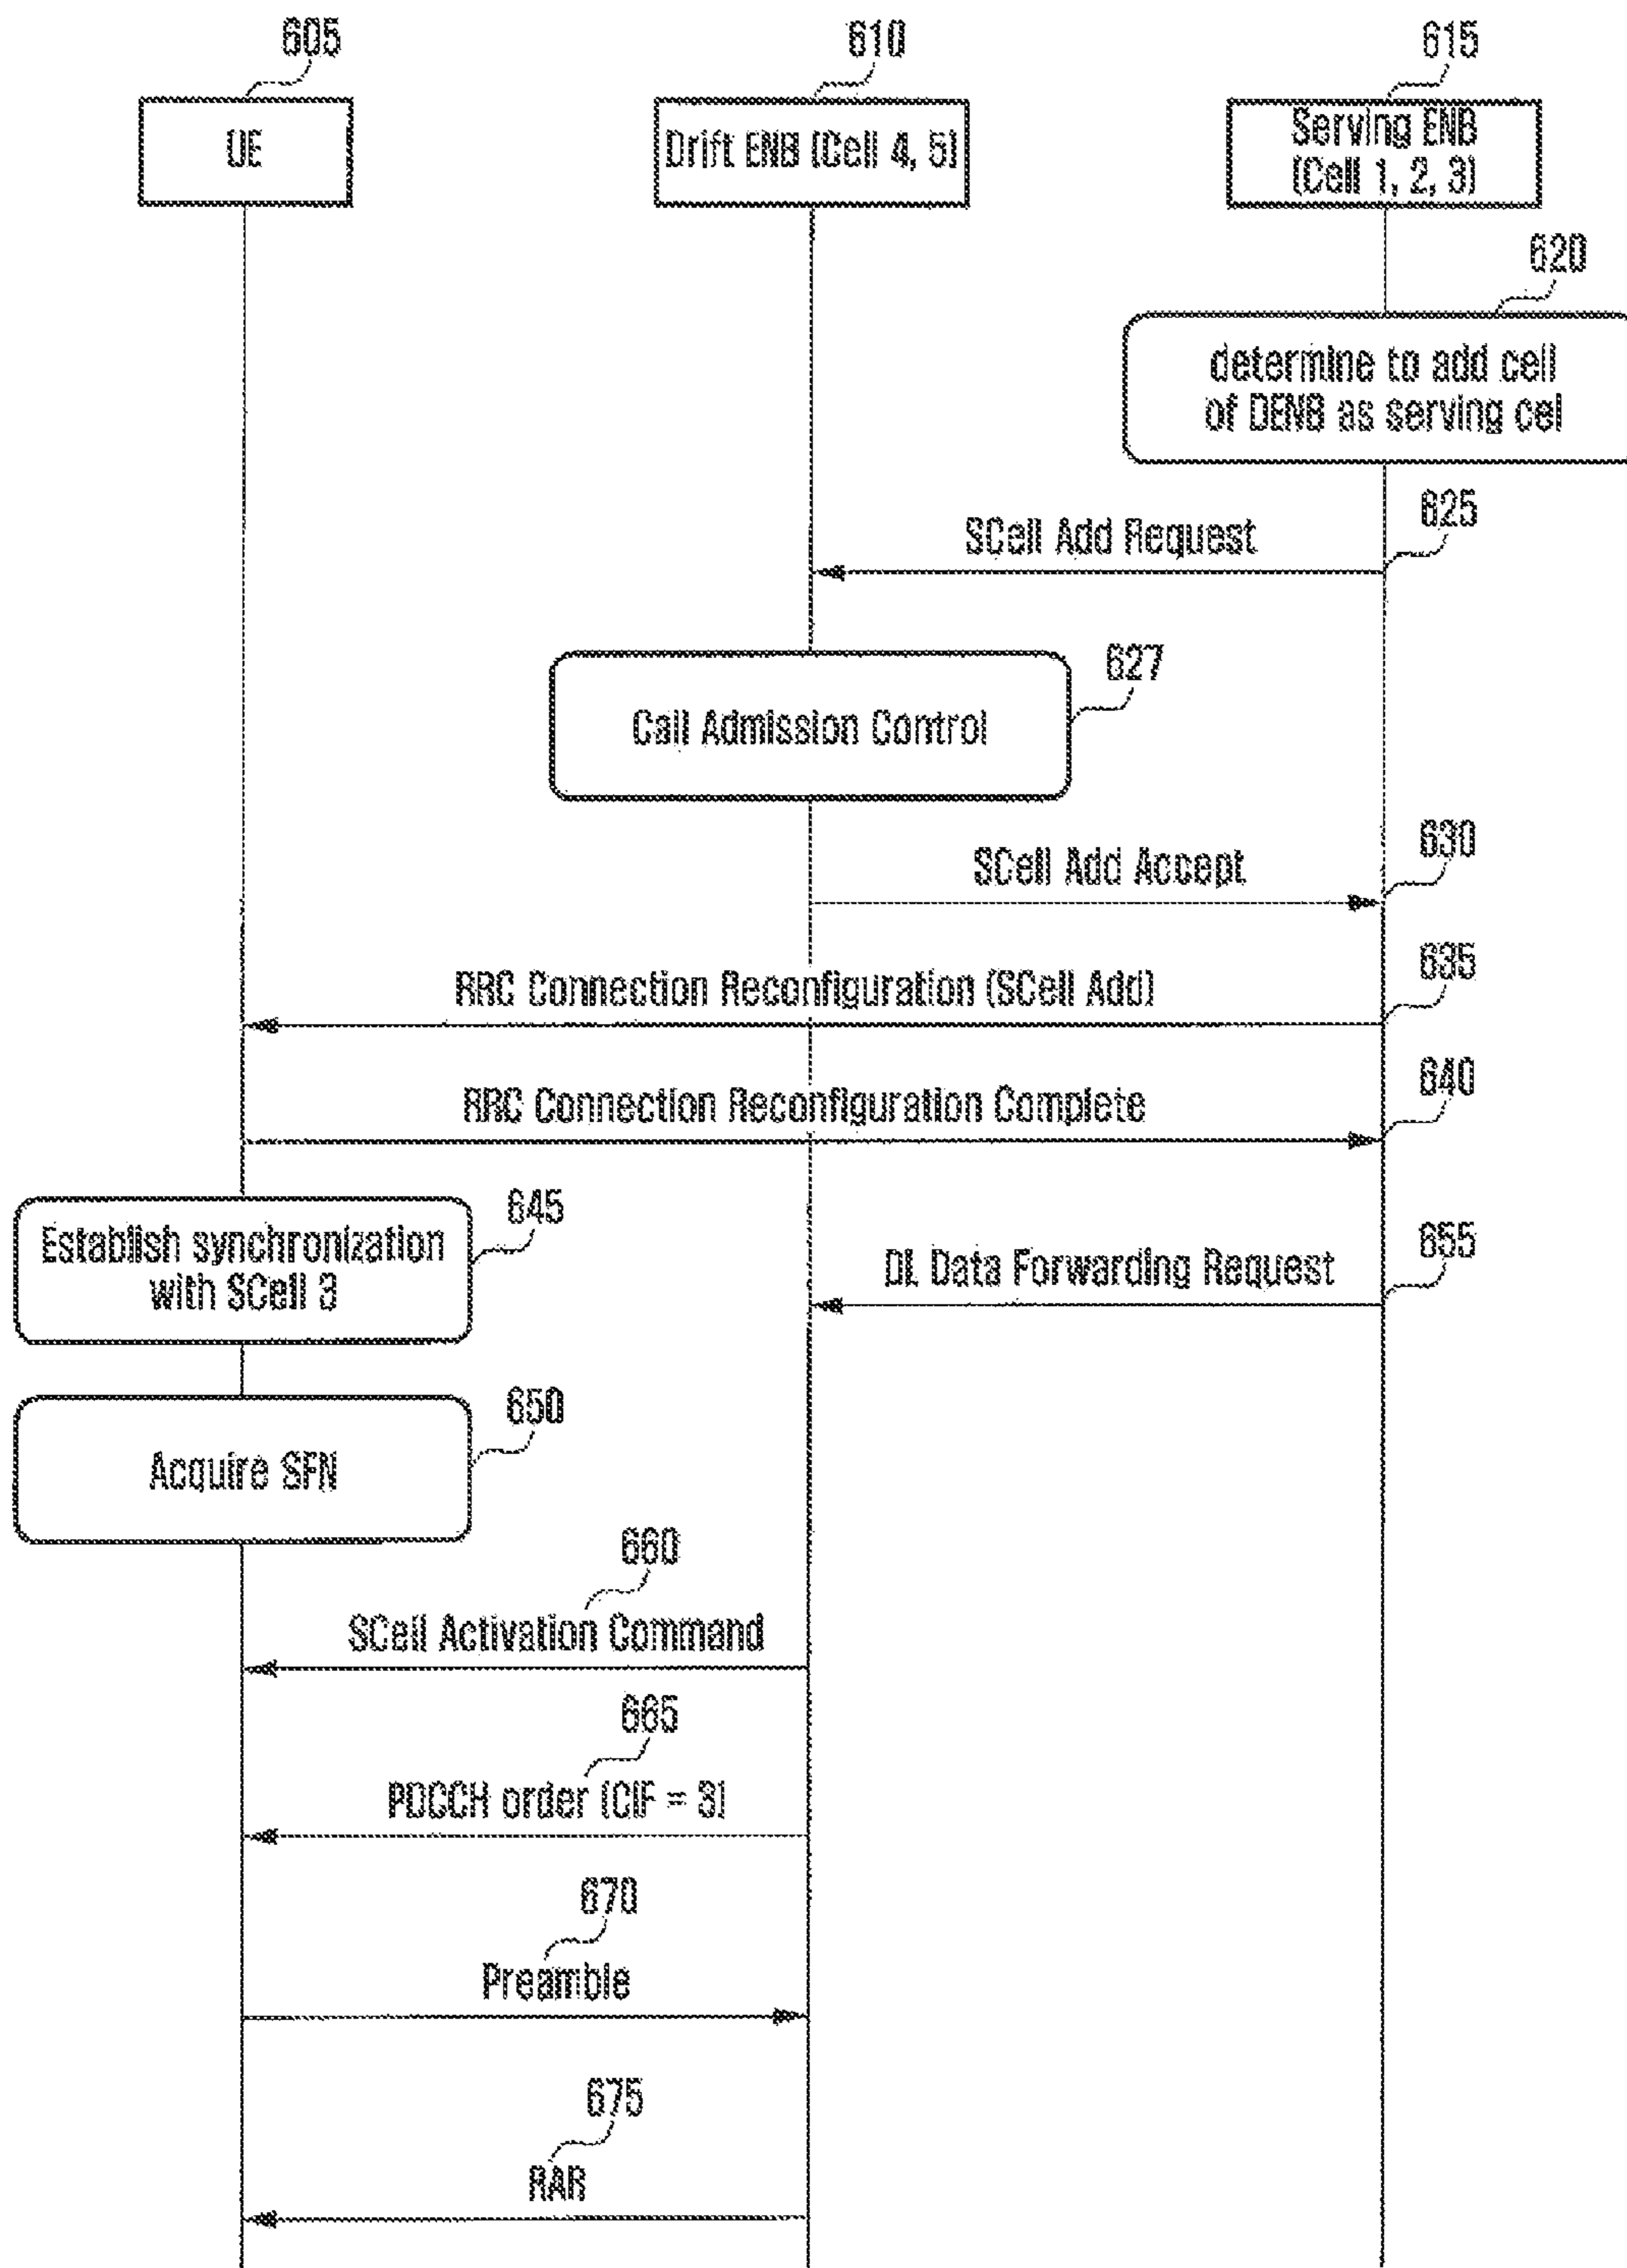 605
610
615
UE
Drift ENB (Cell 4, 5)
Serving ENB
(Cell 1, 2, 3)
620
determine to add cell
of DENB as serving cel
625
SCell Add Request
627
Call Admission Control
630
SCell Add Accept
635
RRC Connection Reconfiguration (SCell Add)
640
RRC Connection Reconfiguration Complete
645
Establish synchronization
with SCell 3
655
DL Data Forwarding Request
650
Acquire SFN
660
SCell Activation Command
665
PDCCH order (CIF = 3)
670
Preamble
675
RAR